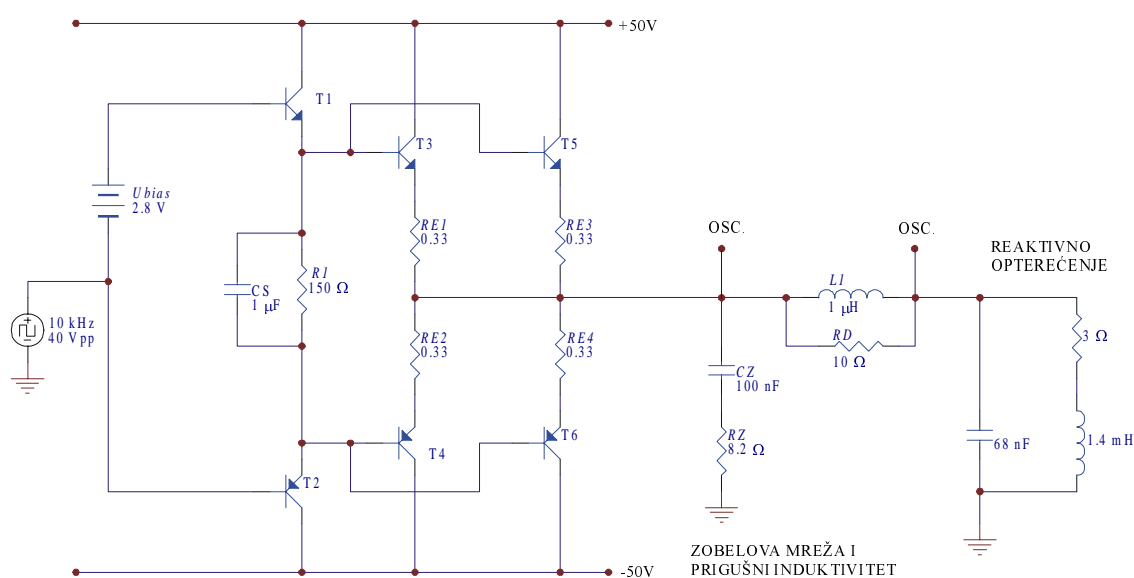 +50V
T1
T3
T5
Ubias
2.8 V
RE1
0.33
RE3
0.33
OSC.
OSC.
REAKTIVNO
OPTEREĆENJE
R1
150 Ω
CS
1 μF
L1
1 μH
10 kHz
40 Vpp
RE2
0.33
RE4
0.33
RD
10 Ω
3 Ω
CZ
100 nF
T4
T6
RZ
8.2 Ω
68 nF
1.4 mH
T2
ZOBELOVA MREŽA I
PRIGUŠNI INDUKTIVITET
-50V